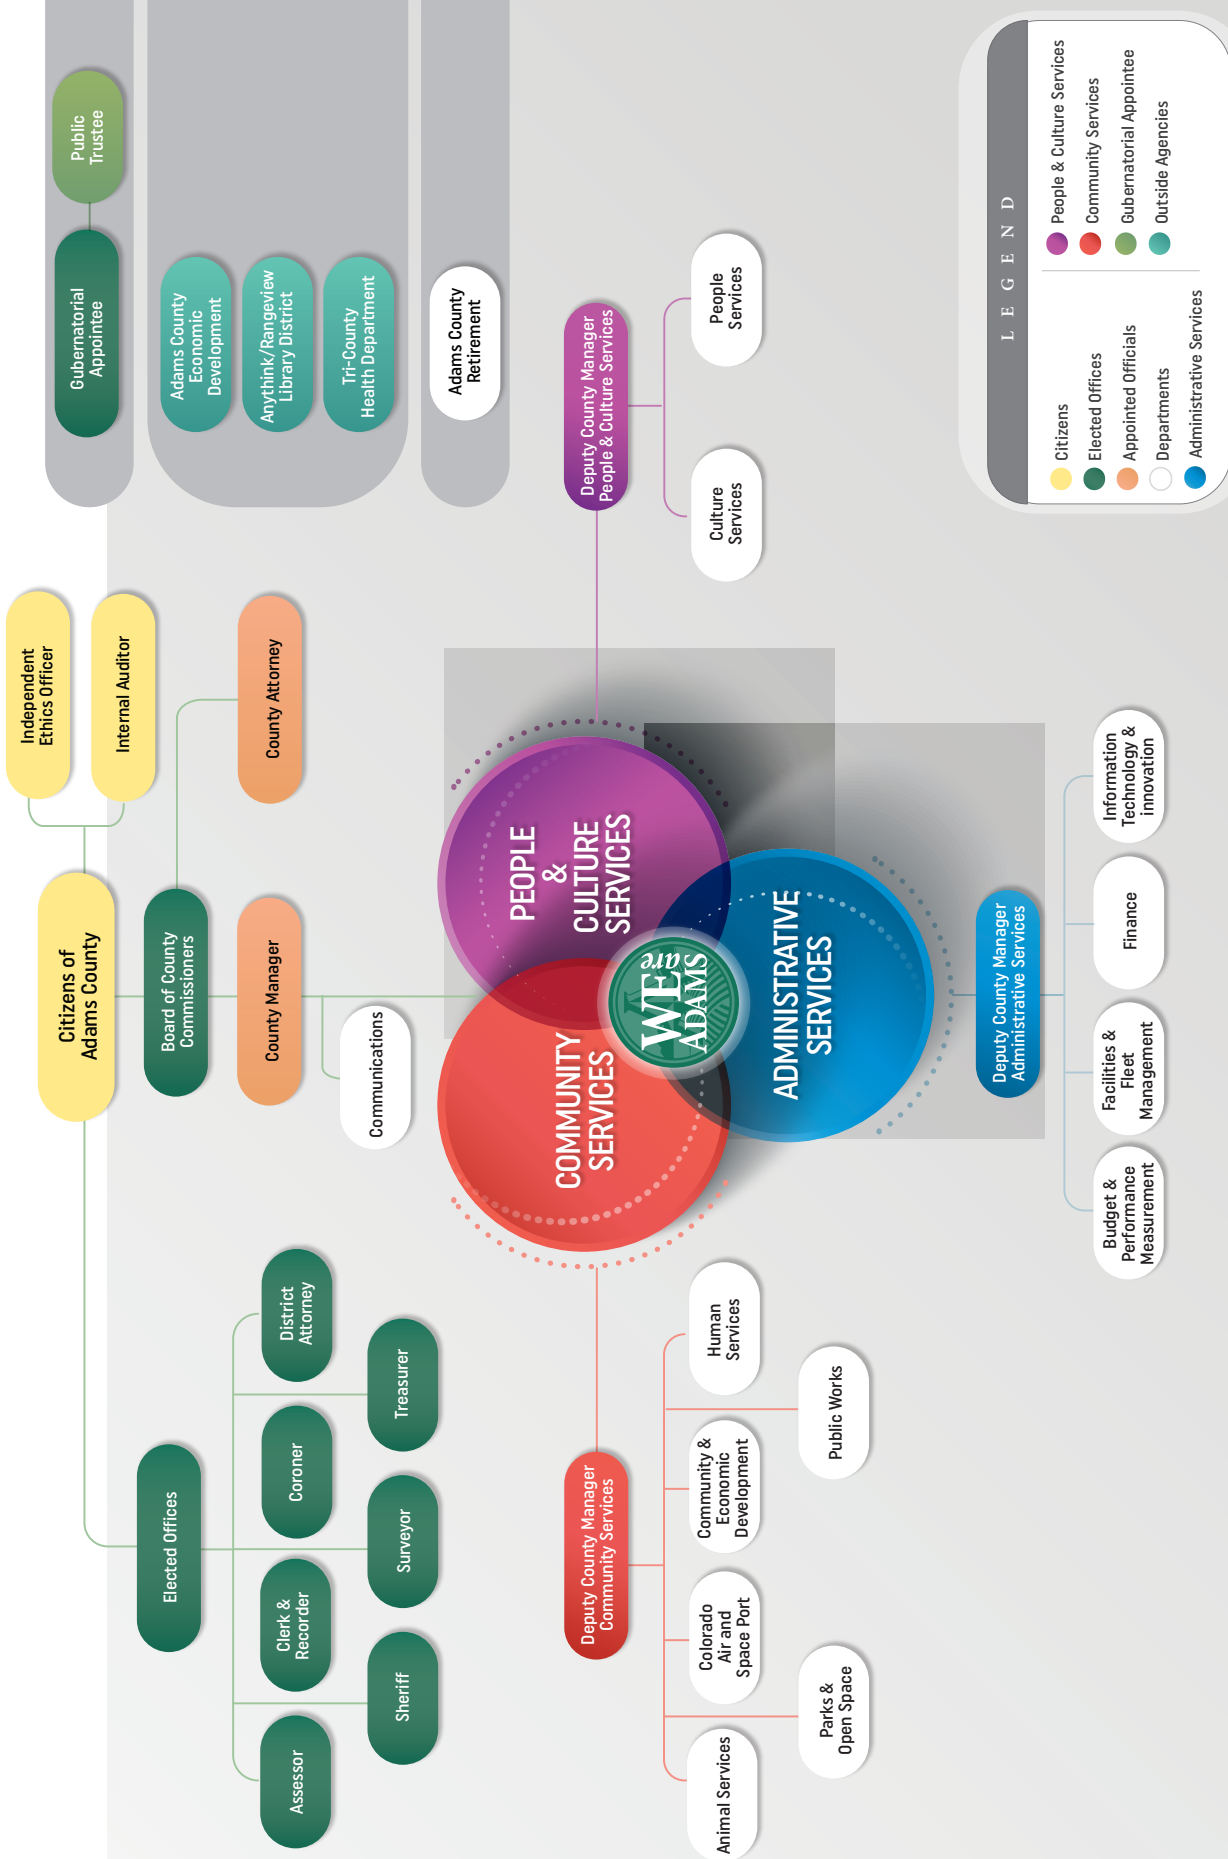 Citizens of
Adams County
Independent
Ethics Officer
Internal Auditor
Board of County
Commissioners
County Attorney
County Manager
Communications
Elected Offices
Assessor
Clerk &
Recorder
Coroner
District
Attorney
Sheriff
Surveyor
Treasurer
Gubernatorial
Appointee
Public
Trustee
Adams County
Economic
Development
Anythink/Rangeview
Library District
Tri-County
Health Department
Adams County
Retirement
COMMUNITY
SERVICES
PEOPLE
&
CULTURE
SERVICES
WE
are
ADAMS
ADMINISTRATIVE
SERVICES
Deputy County Manager
Community Services
Animal Services
Colorado
Air and
Space Port
Community &
Economic
Development
Human
Services
Parks &
Open Space
Public Works
Deputy County Manager
People & Culture Services
Culture
Services
People
Services
Deputy County Manager
Administrative Services
Budget &
Performance
Measurement
Facilities &
Fleet
Management
Finance
Information
Technology &
innovation
LEGEND
Citizens
Elected Offices
Appointed Officials
Departments
Administrative Services
People & Culture Services
Community Services
Gubernatorial Appointee
Outside Agencies